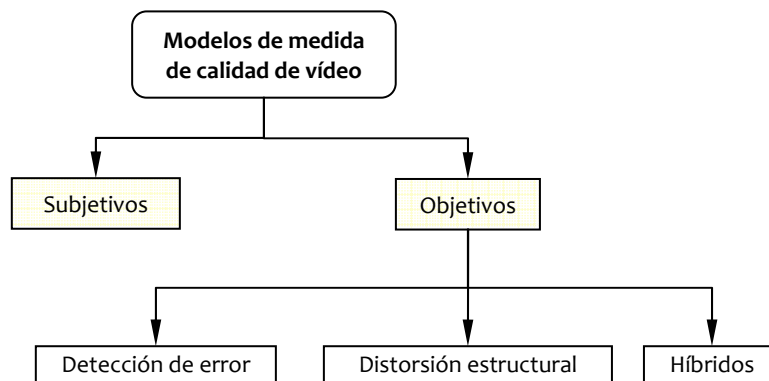 Modelos de medida
de calidad de vídeo
Subjetivos
Objetivos
Detección de error
Distorsión estructural
Híbridos